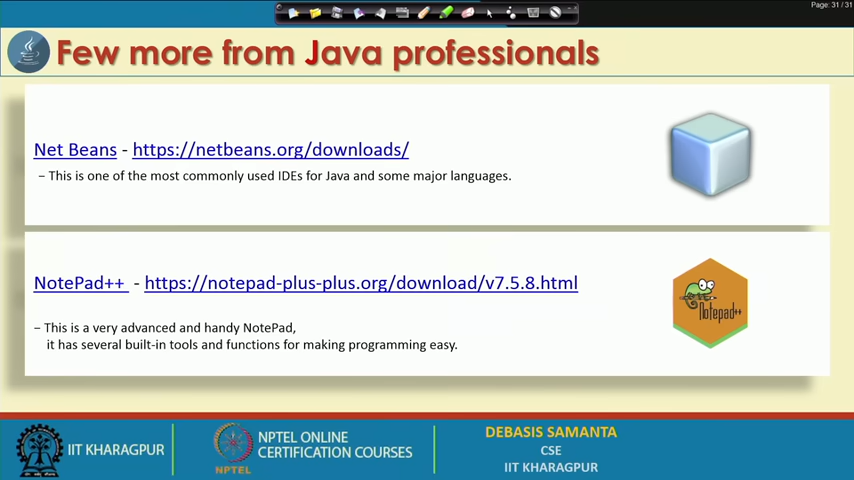 Page: 31 / 31
Few more from Java professionals
Net Beans - https://netbeans.org/downloads/
− This is one of the most commonly used IDEs for Java and some major languages.
NotePad++ - https://notepad-plus-plus.org/download/v7.5.8.html
Notepad++
− This is a very advanced and handy NotePad,
it has several built-in tools and functions for making programming easy.
IIT KHARAGPUR
NPTEL
NPTEL ONLINE
CERTIFICATION COURSES
DEBASIS SAMANTA
CSE
IIT KHARAGPUR